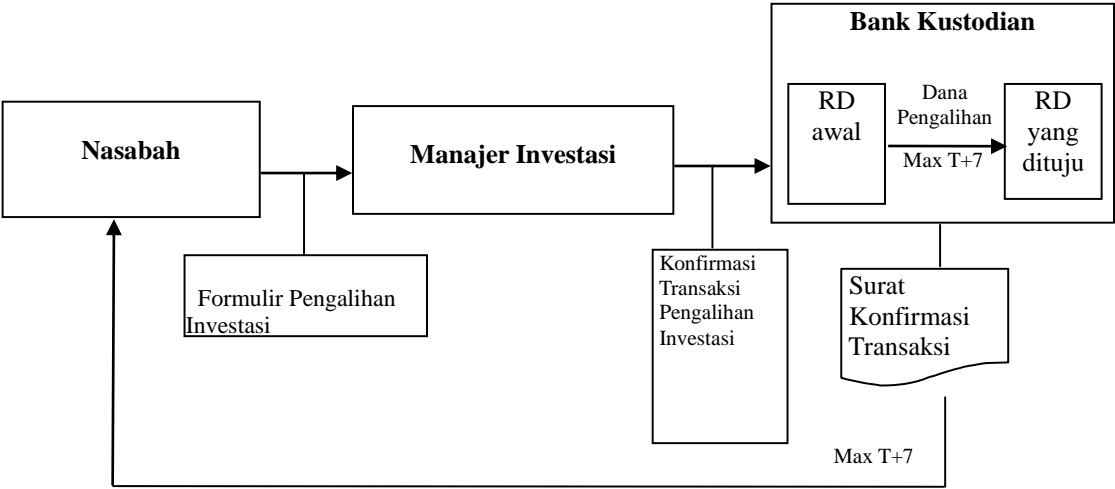 Bank Kustodian
RD
awal
Dana
Pengalihan
Max T+7
RD
yang
dituju
Nasabah
Manajer Investasi
Formulir Pengalihan
Investasi
Konfirmasi
Transaksi
Pengalihan
Investasi
Surat
Konfirmasi
Transaksi
Max T+7